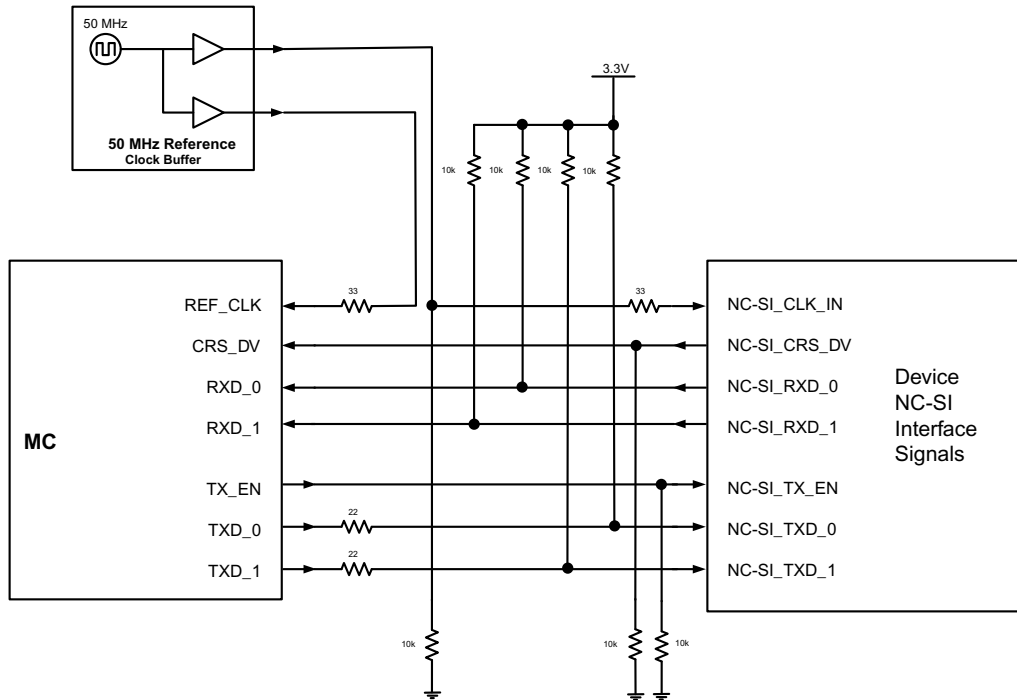 50 MHz
50 MHz Reference
Clock Buffer
3.3V
10k
10k
10k
10k
MC
REF_CLK
CRS_DV
RXD_0
RXD_1
TX_EN
TXD_0
TXD_1
33
22
22
33
NC-SI_CLK_IN
NC-SI_CRS_DV
NC-SI_RXD_0
NC-SI_RXD_1
NC-SI_TX_EN
NC-SI_TXD_0
NC-SI_TXD_1
Device
NC-SI
Interface
Signals
10k
10k
10k